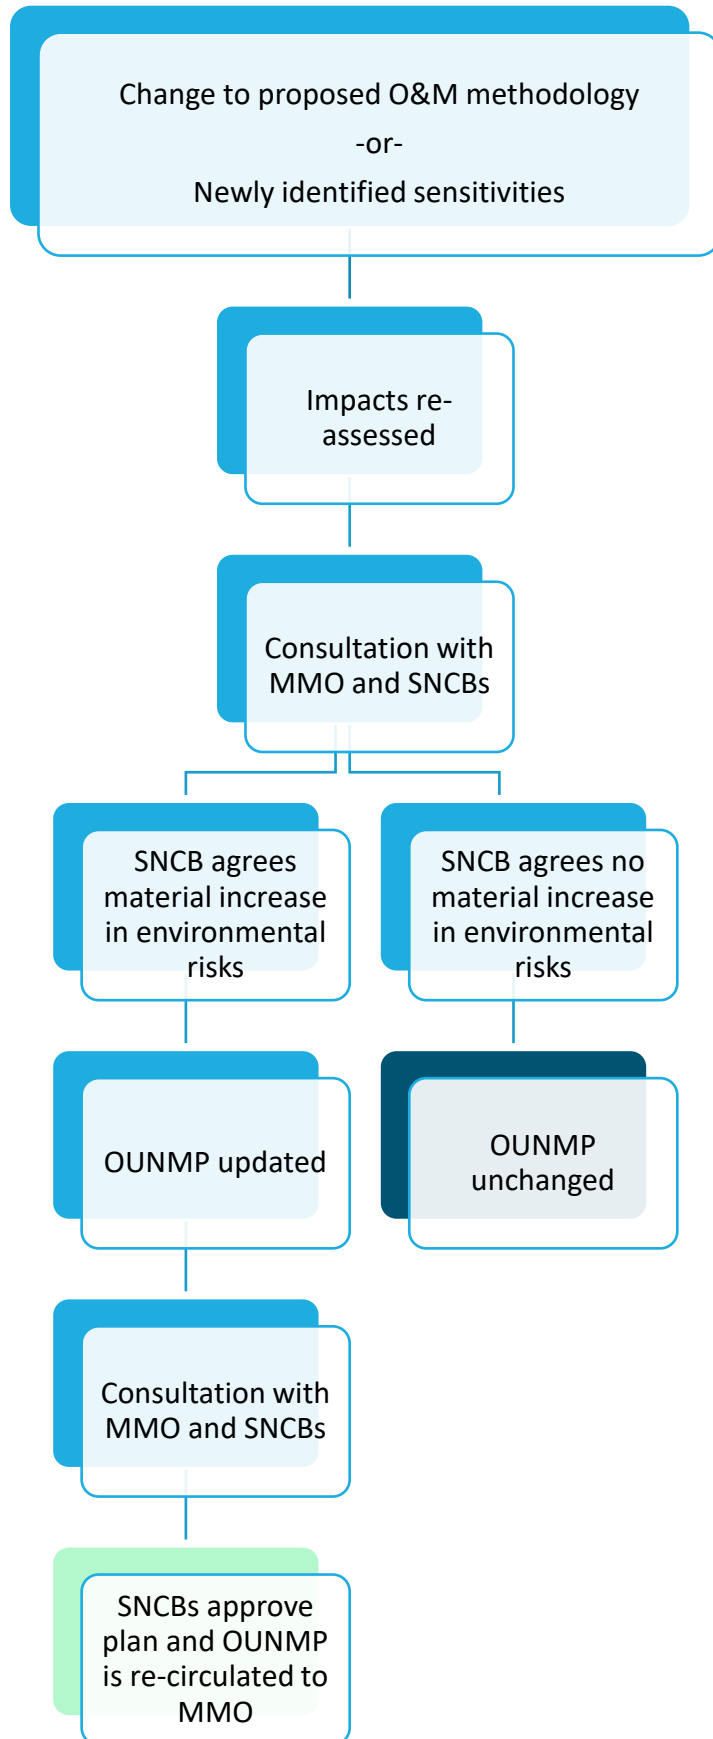 Change to proposed O&M methodology
-or-
Newly identified sensitivities
Impacts re-
assessed
Consultation with
MMO and SNCBs
SNCB agrees
material increase
in environmental
risks
SNCB agrees no
material increase
in environmental
risks
OUNMP updated
OUNMP
unchanged
Consultation with
MMO and SNCBs
SNCBs approve
plan and OUNMP
is re-circulated to
MMO